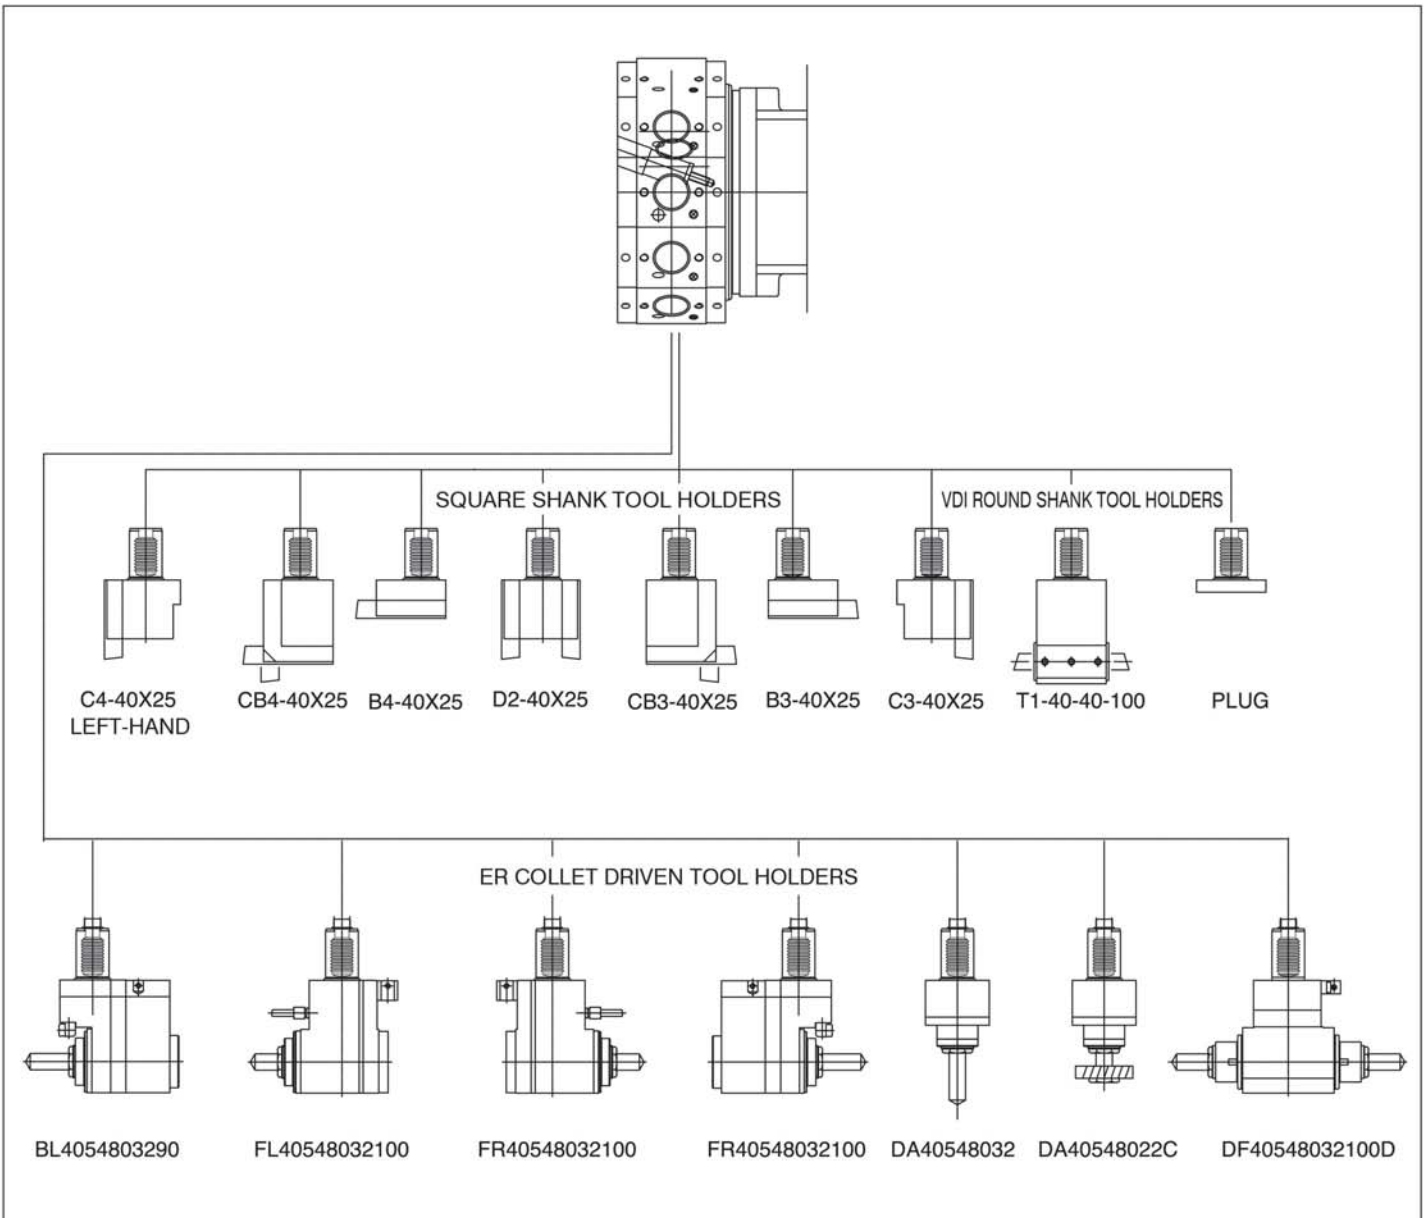 SQUARE SHANK TOOL HOLDERS
VDI ROUND SHANK TOOL HOLDERS
C4-40X25
LEFT-HAND
CB4-40X25
B4-40X25
D2-40X25
CB3-40X25
B3-40X25
C3-40X25
T1-40-40-100
PLUG
ER COLLET DRIVEN TOOL HOLDERS
BL4054803290
FL40548032100
FR40548032100
FR40548032100
DA40548032
DA40548022C
DF40548032100D